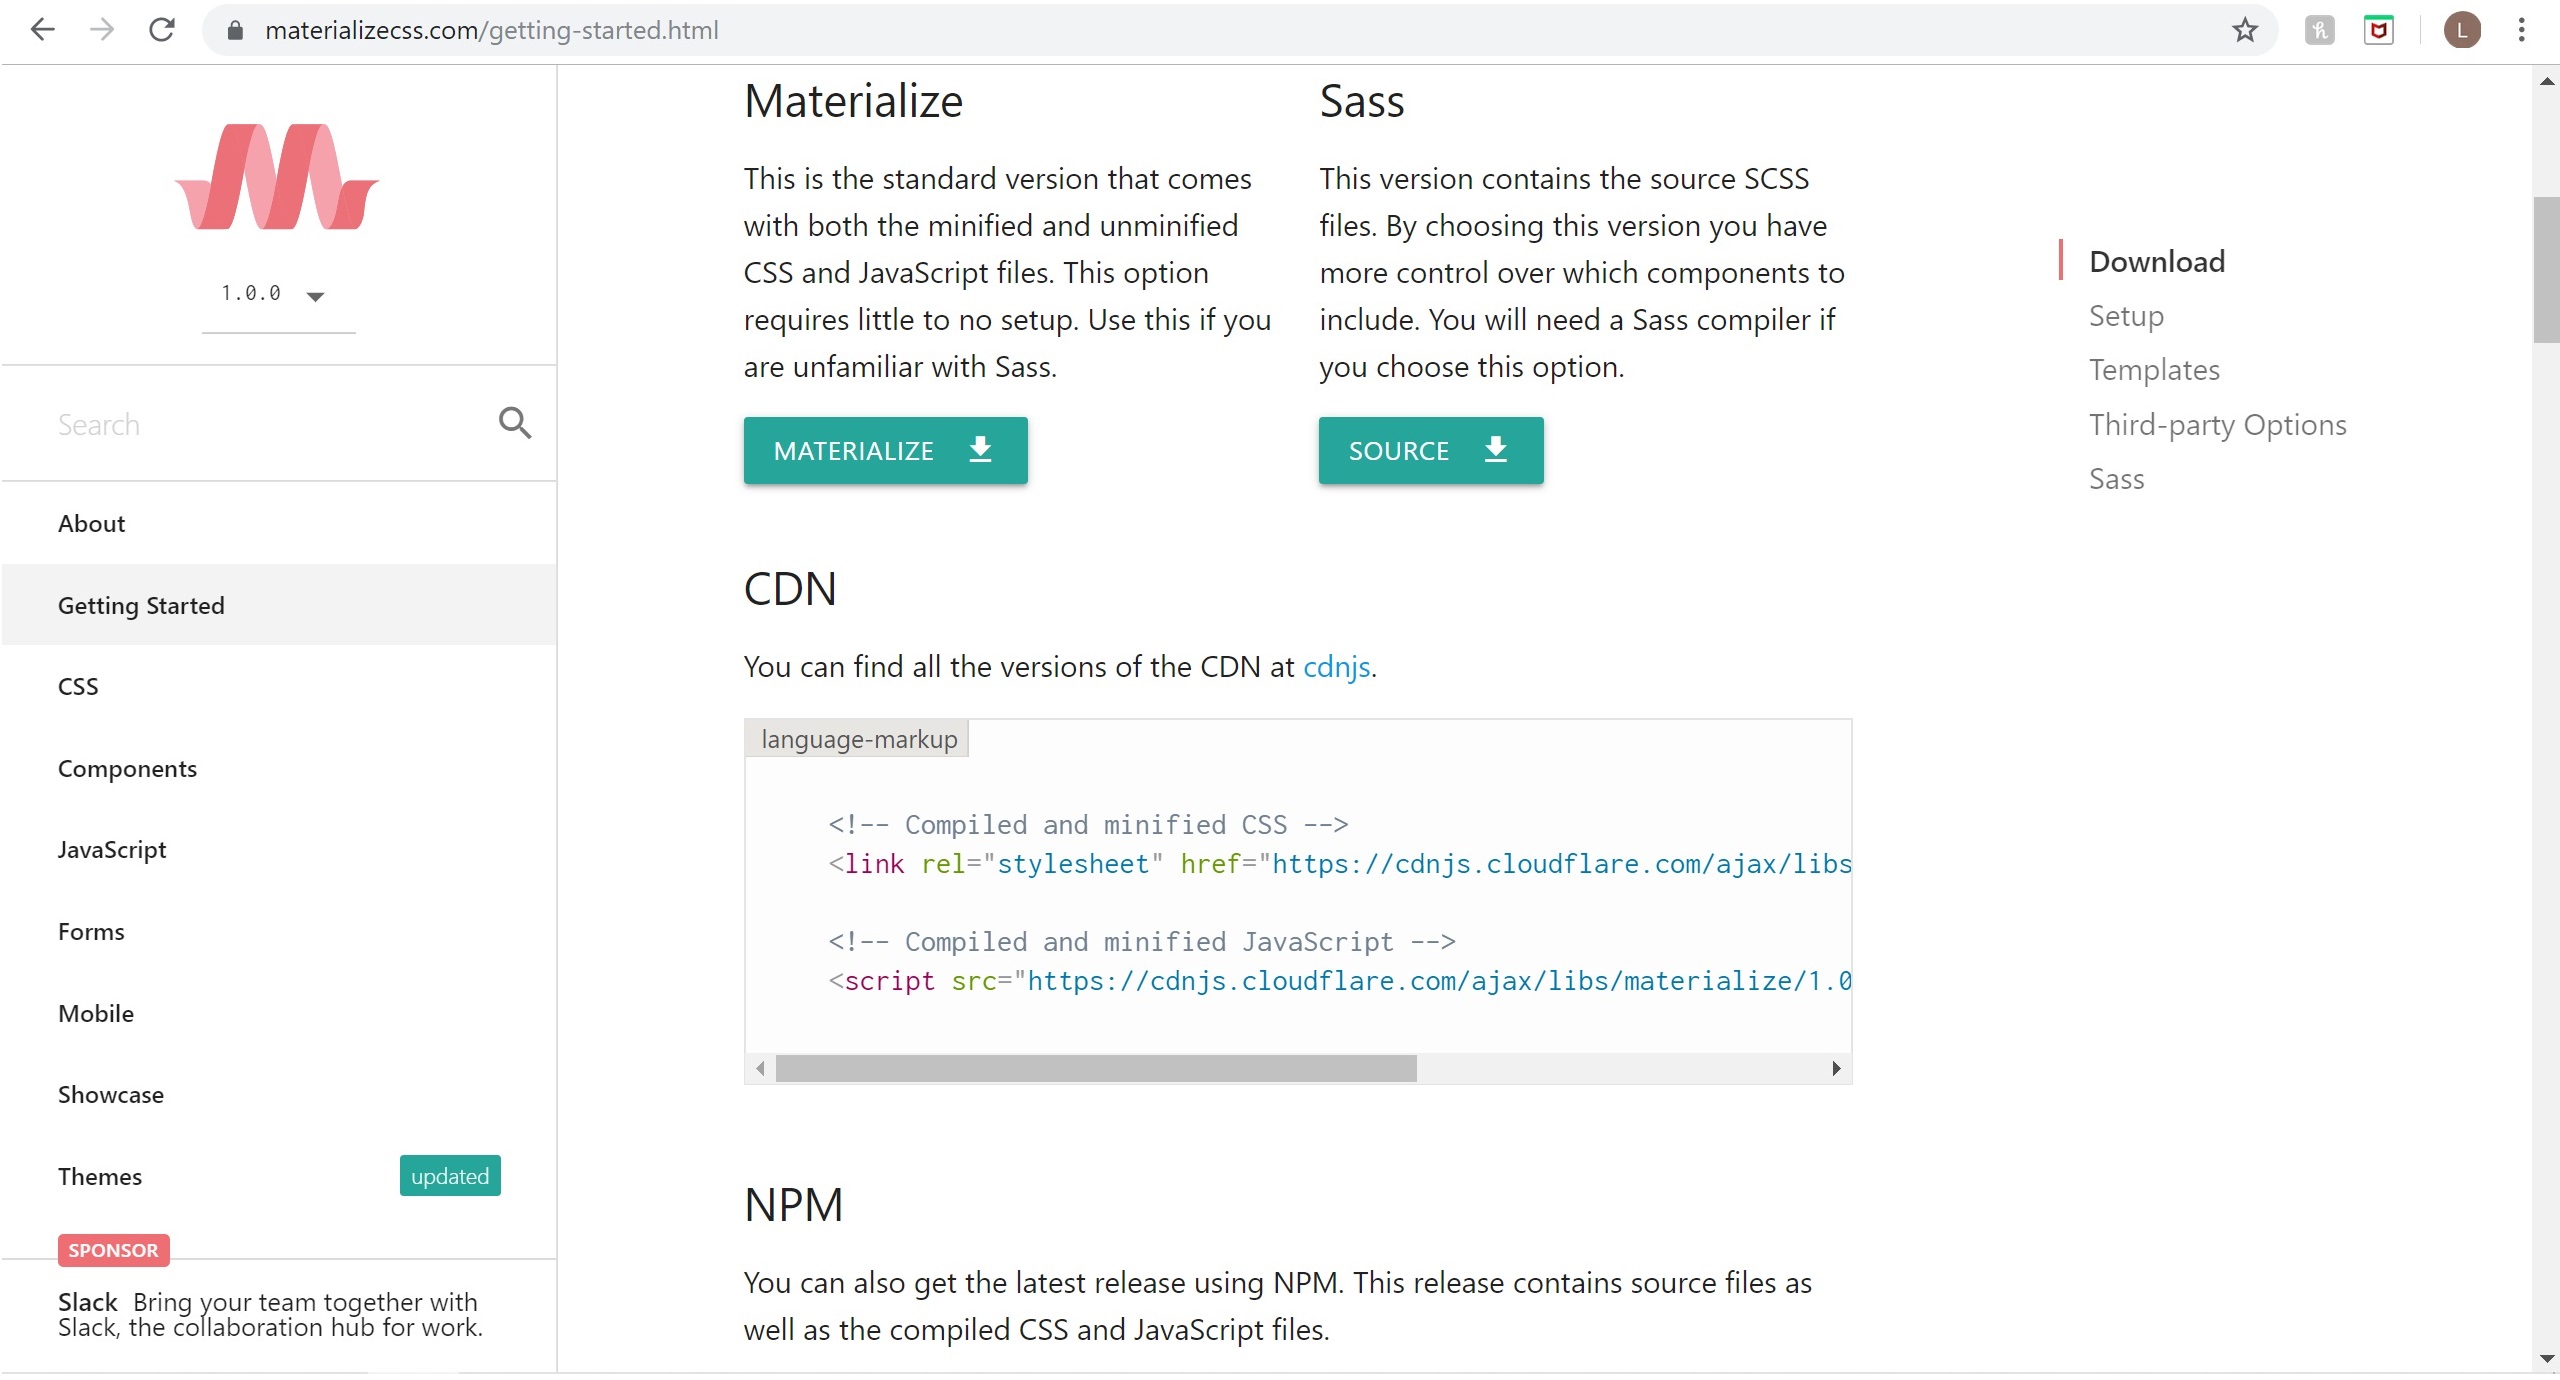 materializecss.com/getting-started.html
L
1.0.0
Search
About
Getting Started
CSS
Components
JavaScript
Forms
Mobile
Showcase
Themes updated
SPONSOR
Slack Bring your team together with
Slack, the collaboration hub for work.
Materialize
This is the standard version that comes
with both the minified and unminified
CSS and JavaScript files. This option
requires little to no setup. Use this if you
are unfamiliar with Sass.
MATERIALIZE
Sass
This version contains the source SCSS
files. By choosing this version you have
more control over which components to
include. You will need a Sass compiler if
you choose this option.
SOURCE
CDN
You can find all the versions of the CDN at cdnjs.
language-markup
<!-- Compiled and minified CSS -->
<link rel="stylesheet" href="https://cdnjs.cloudflare.com/ajax/libs
<!-- Compiled and minified JavaScript -->
<script src="https://cdnjs.cloudflare.com/ajax/libs/materialize/1.0
NPM
You can also get the latest release using NPM. This release contains source files as
well as the compiled CSS and JavaScript files.
Download
Setup
Templates
Third-party Options
Sass